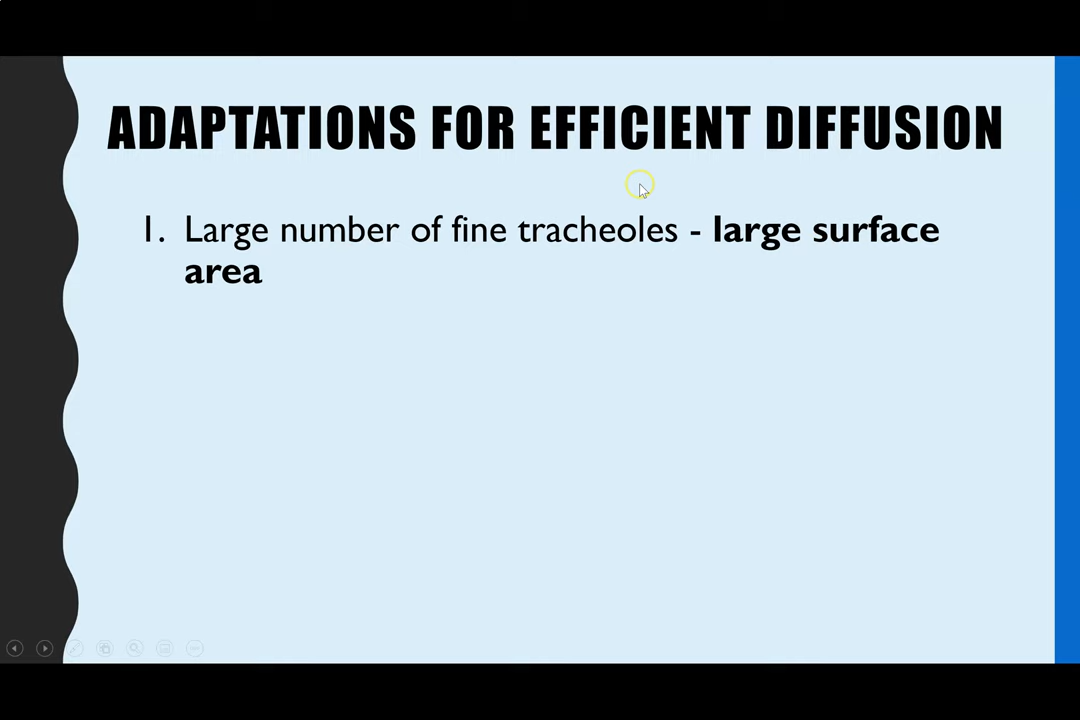 ADAPTATIONS FOR EFFICIENT DIFFUSION
1. Large number of fine tracheoles - large surface
area